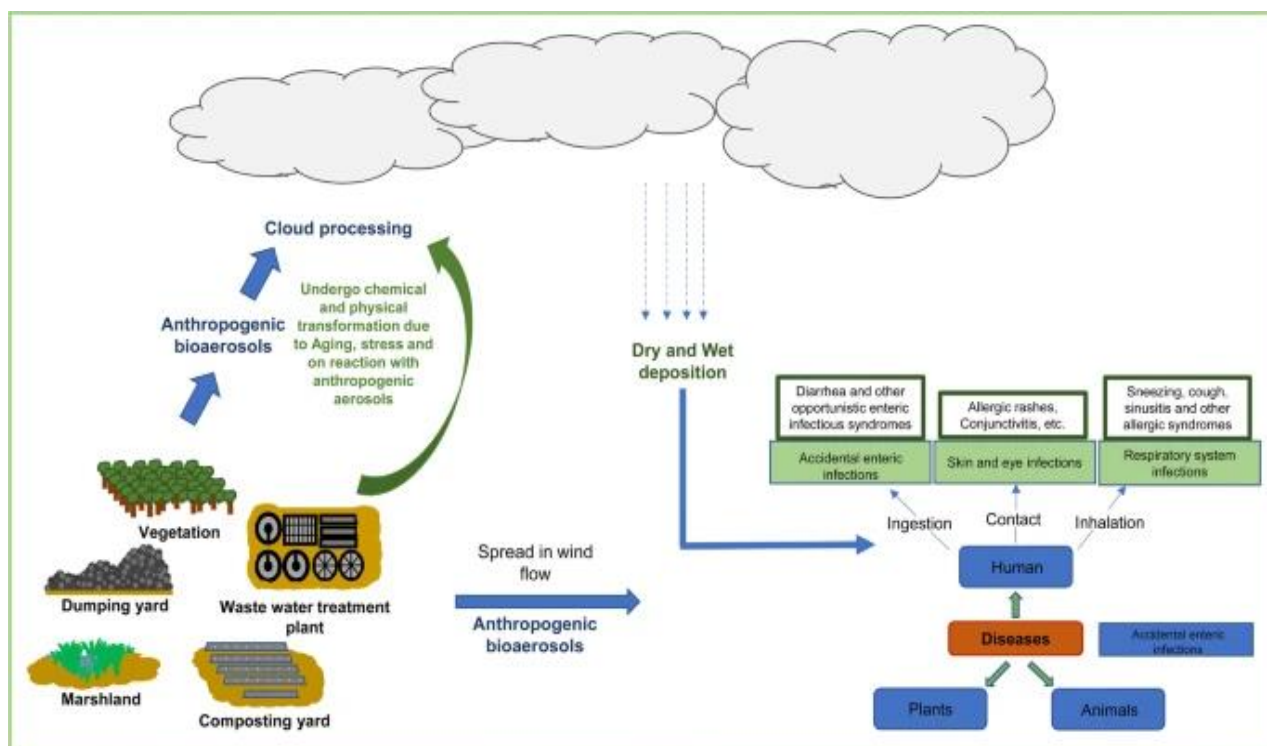 Cloud processing
Undergo chemical
and physical
transformation due
to Aging, stress and
on reaction with
anthropogenic
aerosols
Anthropogenic
bioaerosols
Vegetation
Dumping yard
Waste water treatment
plant
Marshland
Composting yard
Spread in wind
flow
Anthropogenic
bioaerosols
Dry and Wet
deposition
Diarrhea and other
opportunistic enteric
infectious syndromes
Allergic rashes,
Conjunctivitis, etc.
Sneezing, cough,
sinusitis and other
allergic syndromes
Accidental enteric
infections
Skin and eye infections
Respiratory system
infections
Ingestion
Contact
Inhalation
Human
Diseases
Accidental enteric
infections
Plants
Animals